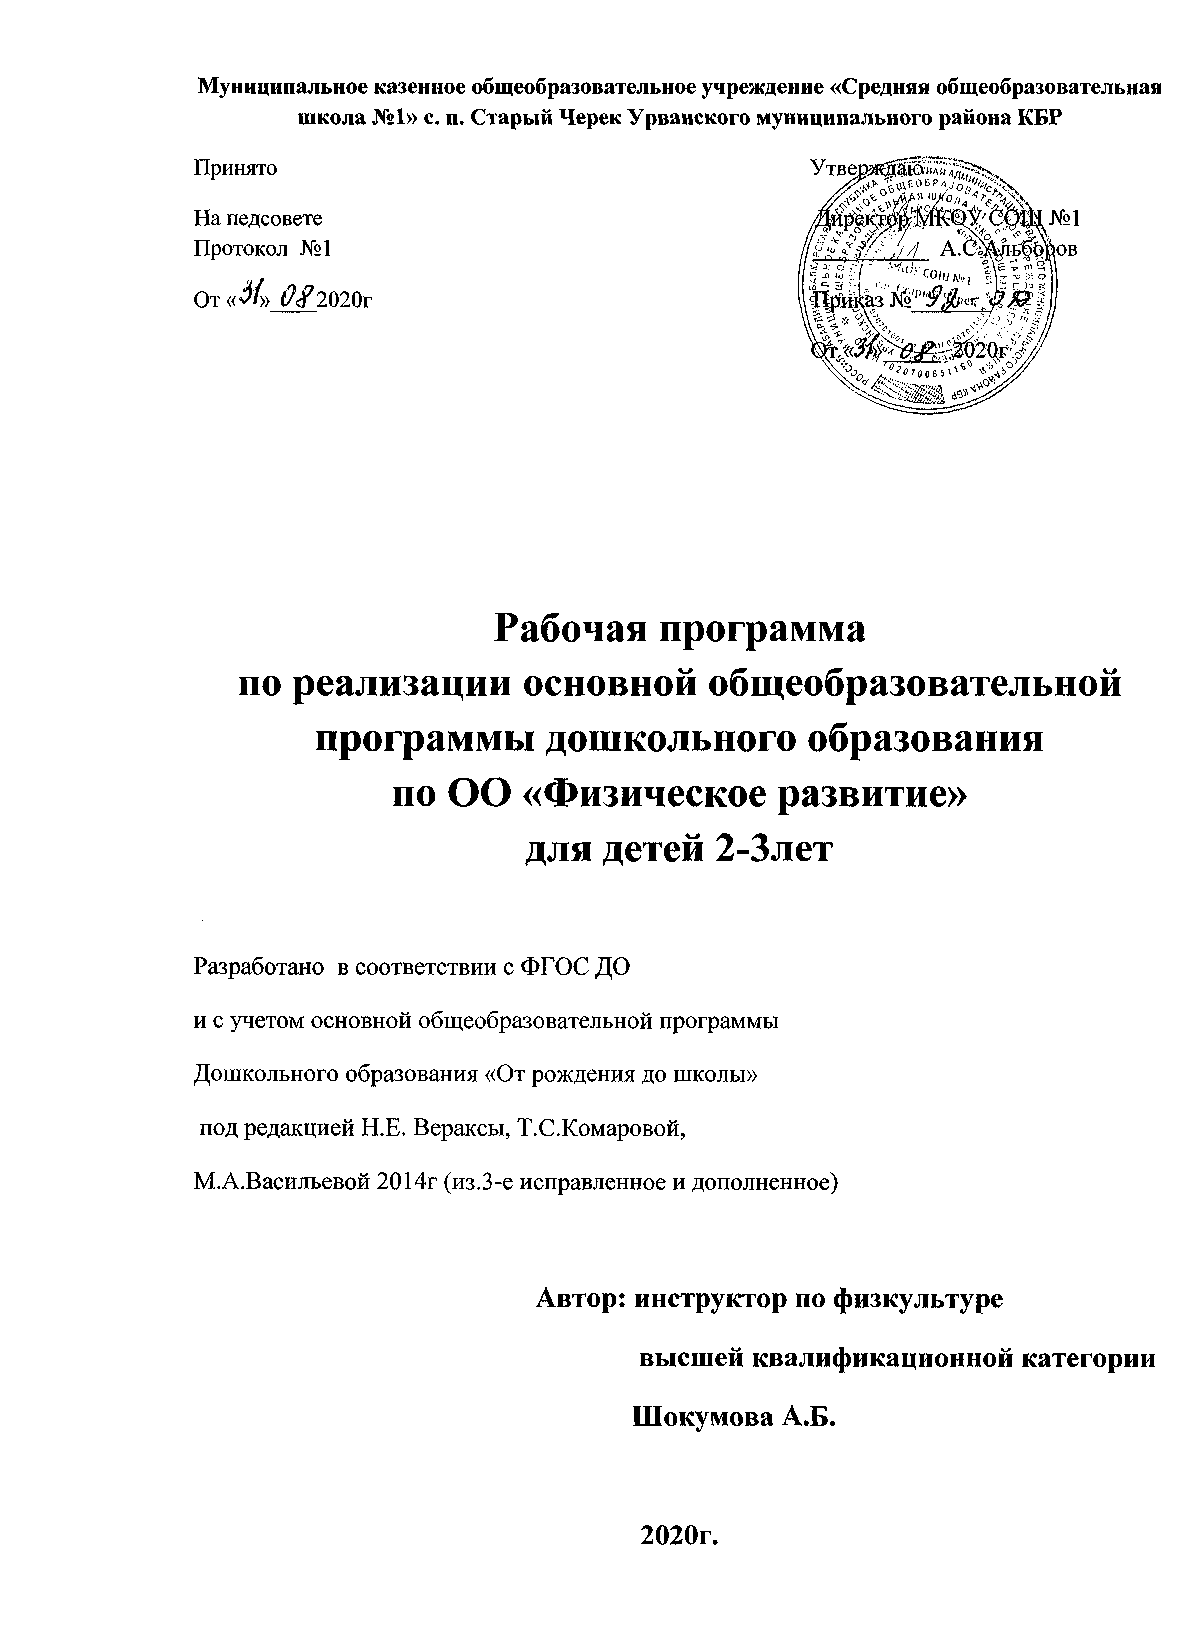 Муниципальное казенное общеобразовательное учреждение «Средняя общеобразовательная
школа №1» с. п. Старый Черек Урванского муниципального района КБР
Принято
Утверждаю
На педсовете
Директор МКОУ СОШ №1
Протокол №1
А.С.Альборов
От «31» 08 2020г
Приказ № 92
От «31» 08 2020г
Рабочая программа
по реализации основной общеобразовательной
программы дошкольного образования
по ОО «Физическое развитие»
для детей 2-3лет
Разработано в соответствии с ФГОС ДО
и с учетом основной общеобразовательной программы
Дошкольного образования «От рождения до школы»
под редакцией Н.Е. Вераксы, Т.С.Комаровой,
М.А.Васильевой 2014г (из.3-е исправленное и дополненное)
Автор: инструктор по физкультуре
высшей квалификационной категории
Шокумова А.Б.
2020г.